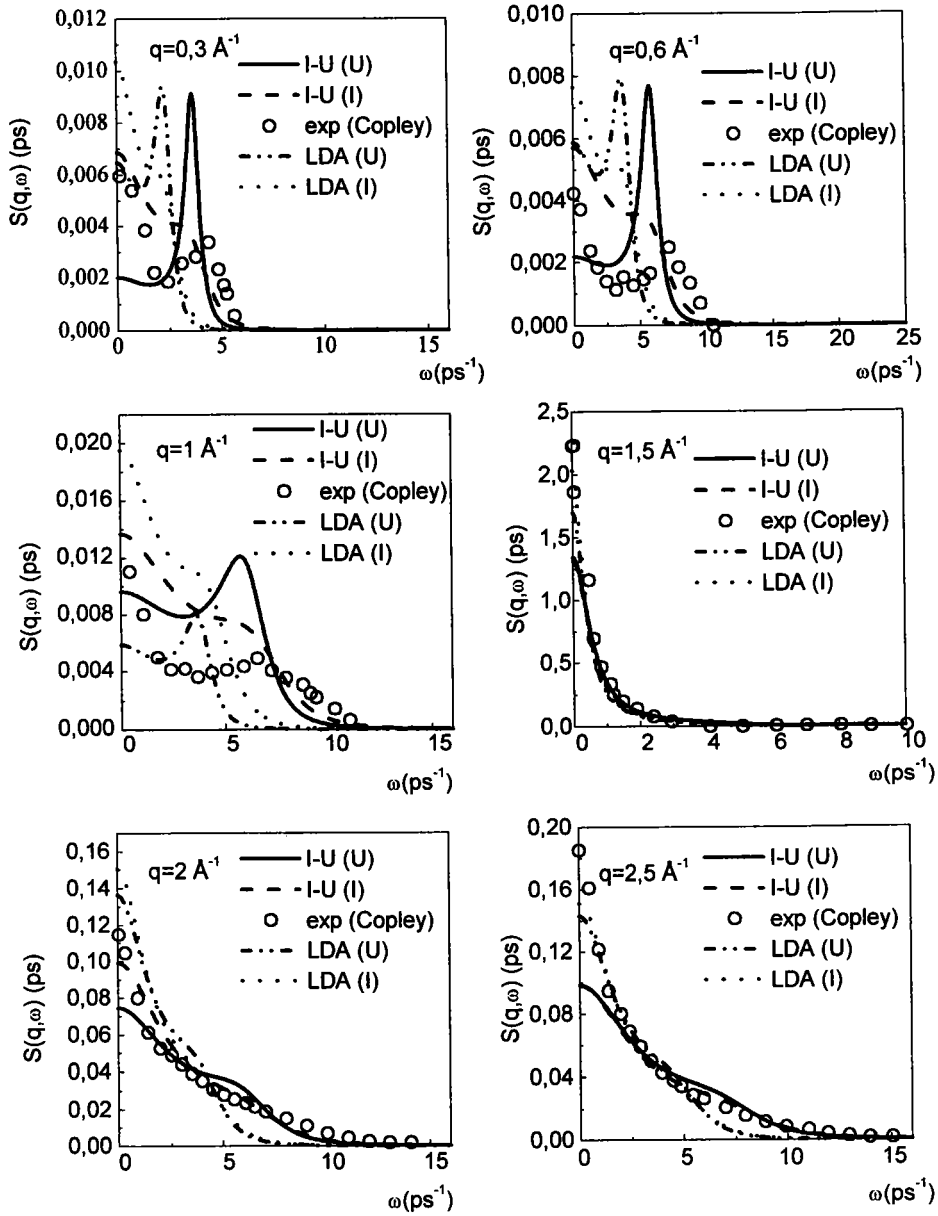 0,012
0,010
0,008
0,006
0,004
0,002
0,000
S(q,ω) (ps)
q=0,3 Å⁻¹
I-U (U)
I-U (I)
exp (Copley)
LDA (U)
LDA (I)
0 5 10 15
ω(ps⁻¹)
0,010
0,008
0,006
0,004
0,002
0,000
S(q,ω) (ps)
q=0,6 Å⁻¹
I-U (U)
I-U (I)
exp (Copley)
LDA (U)
LDA (I)
0 5 10 15 20 25
ω(ps⁻¹)
0,020
0,016
0,012
0,008
0,004
0,000
S(q,ω) (ps)
q=1 Å⁻¹
I-U (U)
I-U (I)
exp (Copley)
LDA (U)
LDA (I)
0 5 10 15
ω(ps⁻¹)
2,5
2,0
1,5
1,0
0,5
0,0
S(q,ω) (ps)
q=1,5 Å⁻¹
I-U (U)
I-U (I)
exp (Copley)
LDA (U)
LDA (I)
0 2 4 6 8 10
ω(ps⁻¹)
0,16
0,14
0,12
0,10
0,08
0,06
0,04
0,02
0,00
S(q,ω) (ps)
q=2 Å⁻¹
I-U (U)
I-U (I)
exp (Copley)
LDA (U)
LDA (I)
0 5 10 15
ω(ps⁻¹)
0,20
0,16
0,12
0,08
0,04
0,00
S(q,ω) (ps)
q=2,5 Å⁻¹
I-U (U)
I-U (I)
exp (Copley)
LDA (U)
LDA (I)
0 5 10 15
ω(ps⁻¹)